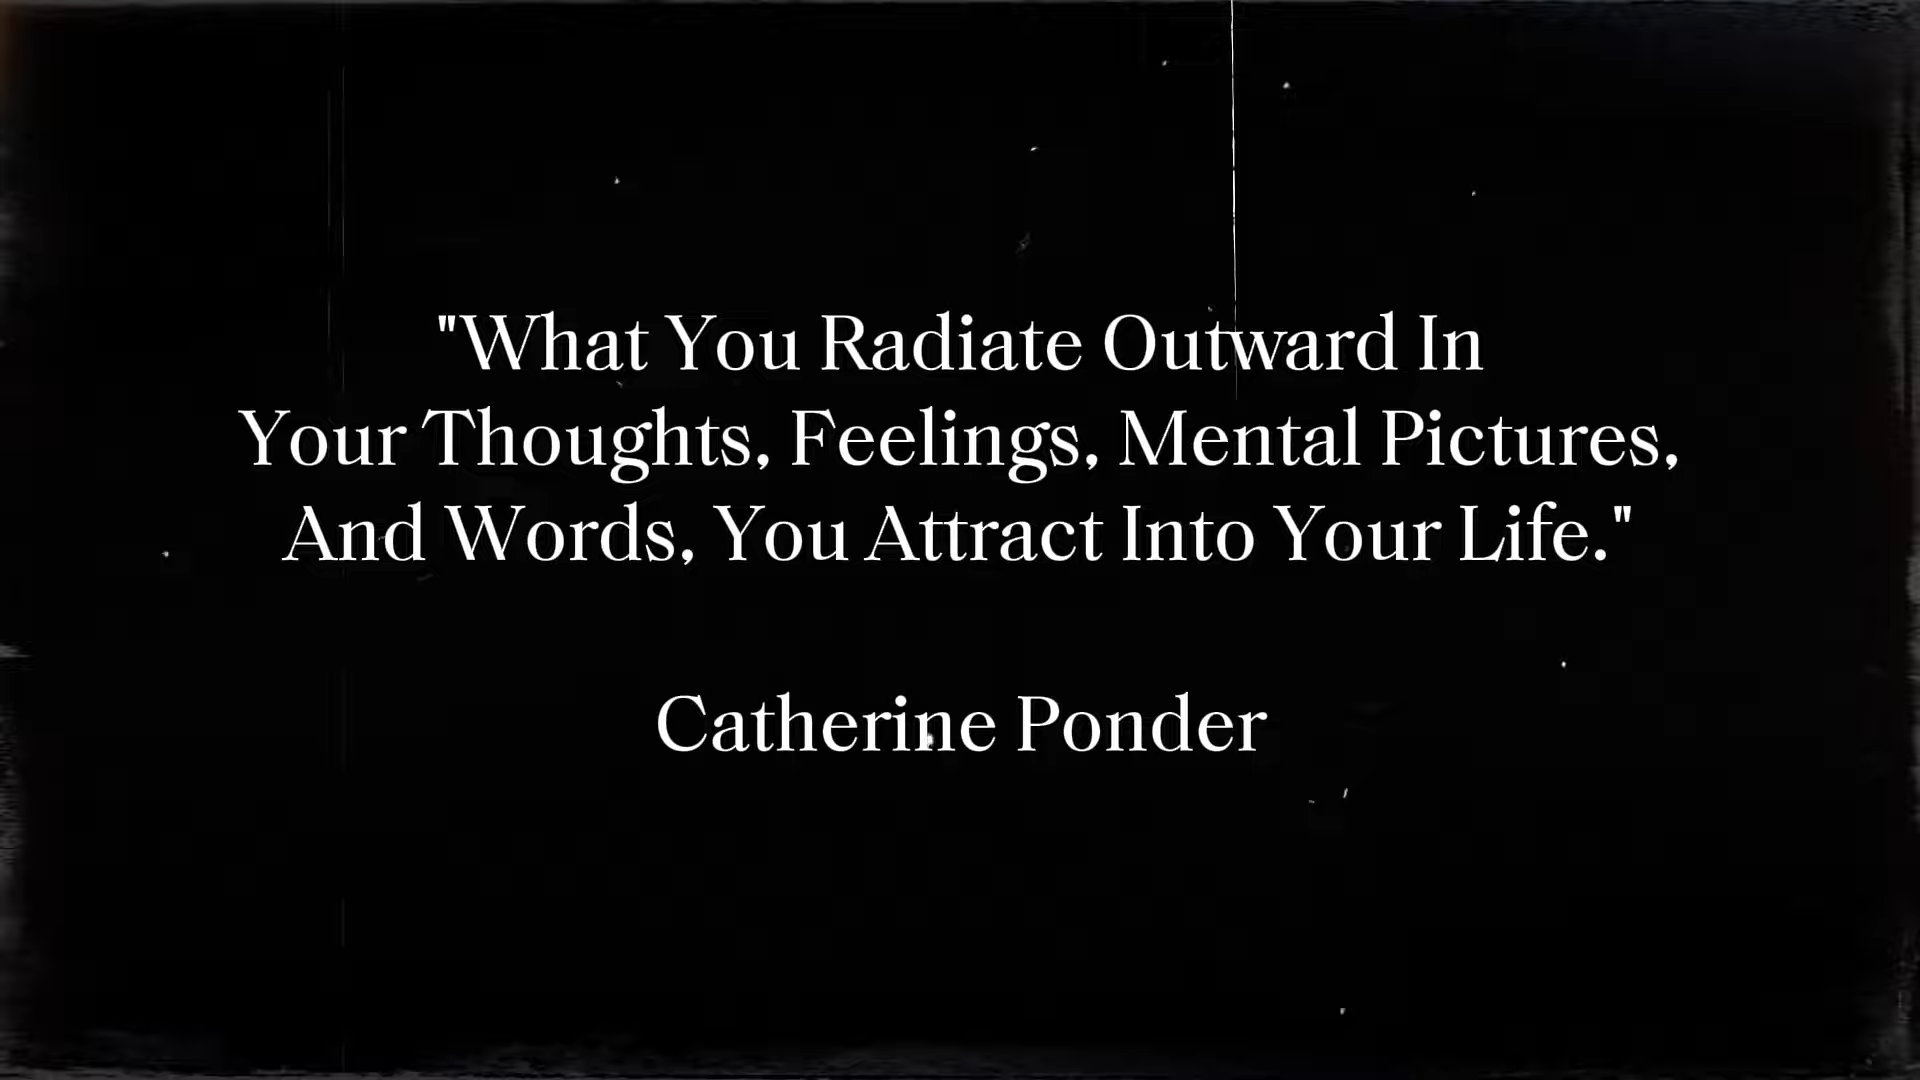 "What You Radiate Outward In
Your Thoughts, Feelings, Mental Pictures,
And Words, You Attract Into Your Life."
Catherine Ponder